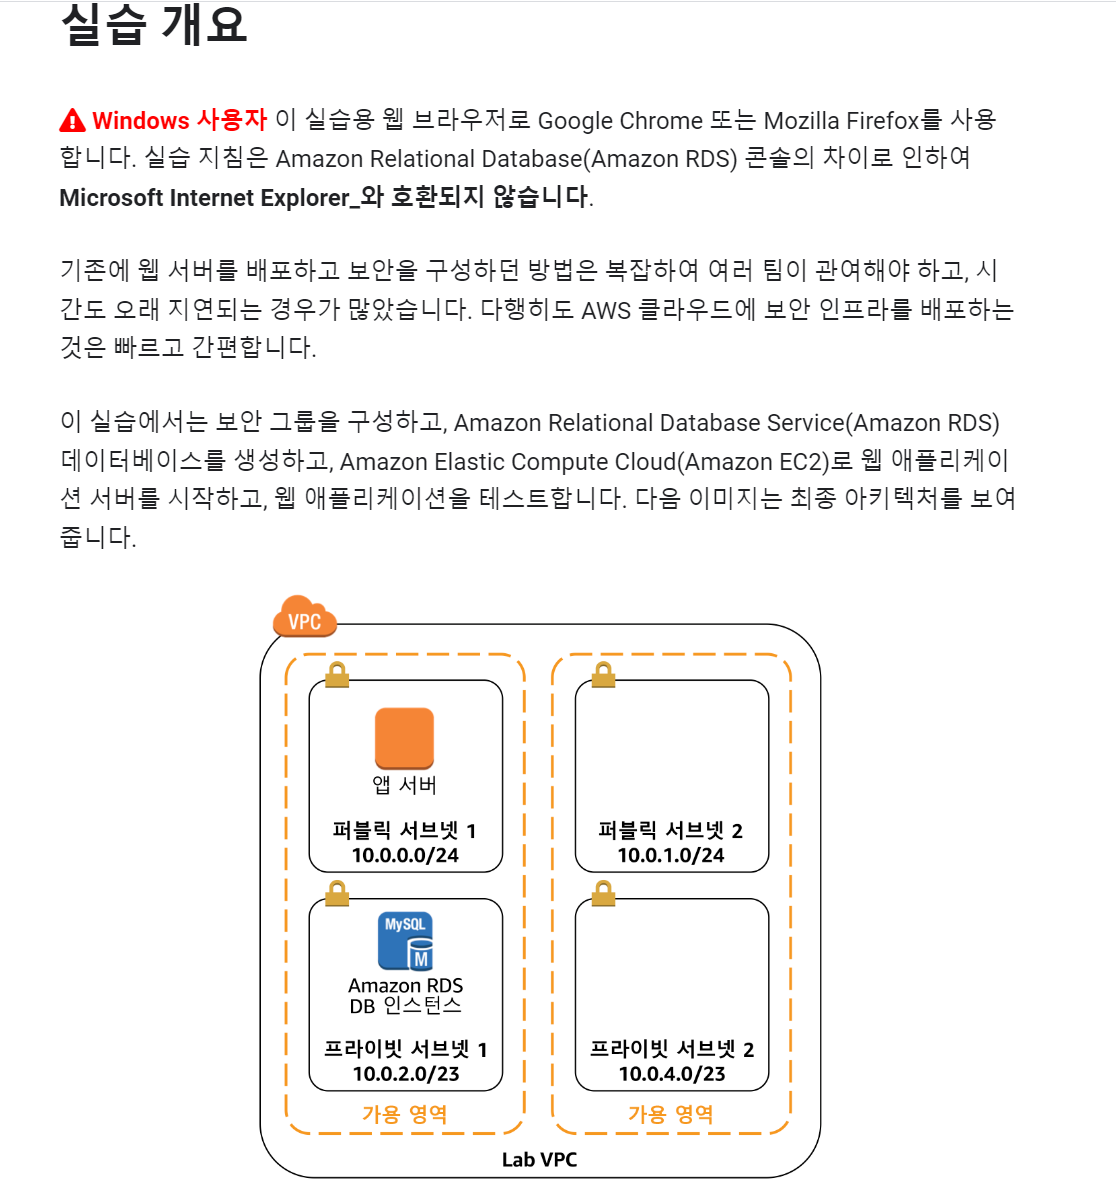 실습 개요
Windows 사용자 이 실습용 웹 브라우저로 Google Chrome 또는 Mozilla Firefox를 사용
합니다. 실습 지침은 Amazon Relational Database(Amazon RDS) 콘솔의 차이로 인하여
Microsoft Internet Explorer_와 호환되지 않습니다.
기존에 웹 서버를 배포하고 보안을 구성하던 방법은 복잡하여 여러 팀이 관여해야 하고, 시
간도 오래 지연되는 경우가 많았습니다. 다행히도 AWS 클라우드에 보안 인프라를 배포하는
것은 빠르고 간편합니다.
이 실습에서는 보안 그룹을 구성하고, Amazon Relational Database Service(Amazon RDS)
데이터베이스를 생성하고, Amazon Elastic Compute Cloud(Amazon EC2)로 웹 애플리케이
션 서버를 시작하고, 웹 애플리케이션을 테스트합니다. 다음 이미지는 최종 아키텍처를 보여
줍니다.
VPC
앱 서버
퍼블릭 서브넷 1
10.0.0.0/24
퍼블릭 서브넷 2
10.0.1.0/24
MySQL
M
Amazon RDS
DB 인스턴스
프라이빗 서브넷 1
10.0.2.0/23
프라이빗 서브넷 2
10.0.4.0/23
가용 영역
가용 영역
Lab VPC